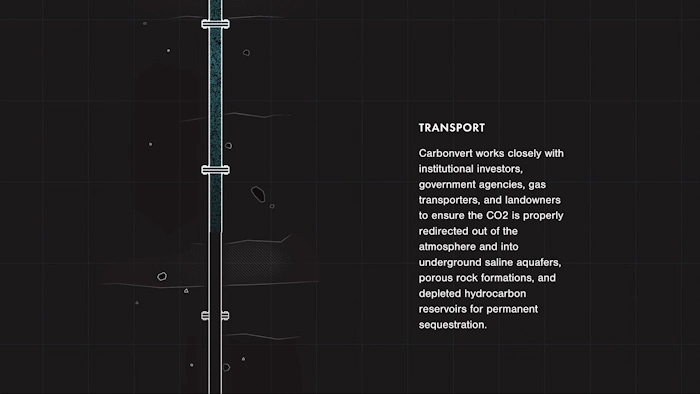 TRANSPORT
Carbonvert works closely with
institutional investors,
government agencies, gas
transporters, and landowners
to ensure the CO2 is properly
redirected out of the
atmosphere and into
underground saline aquafers,
porous rock formations, and
depleted hydrocarbon
reservoirs for permanent
sequestration.